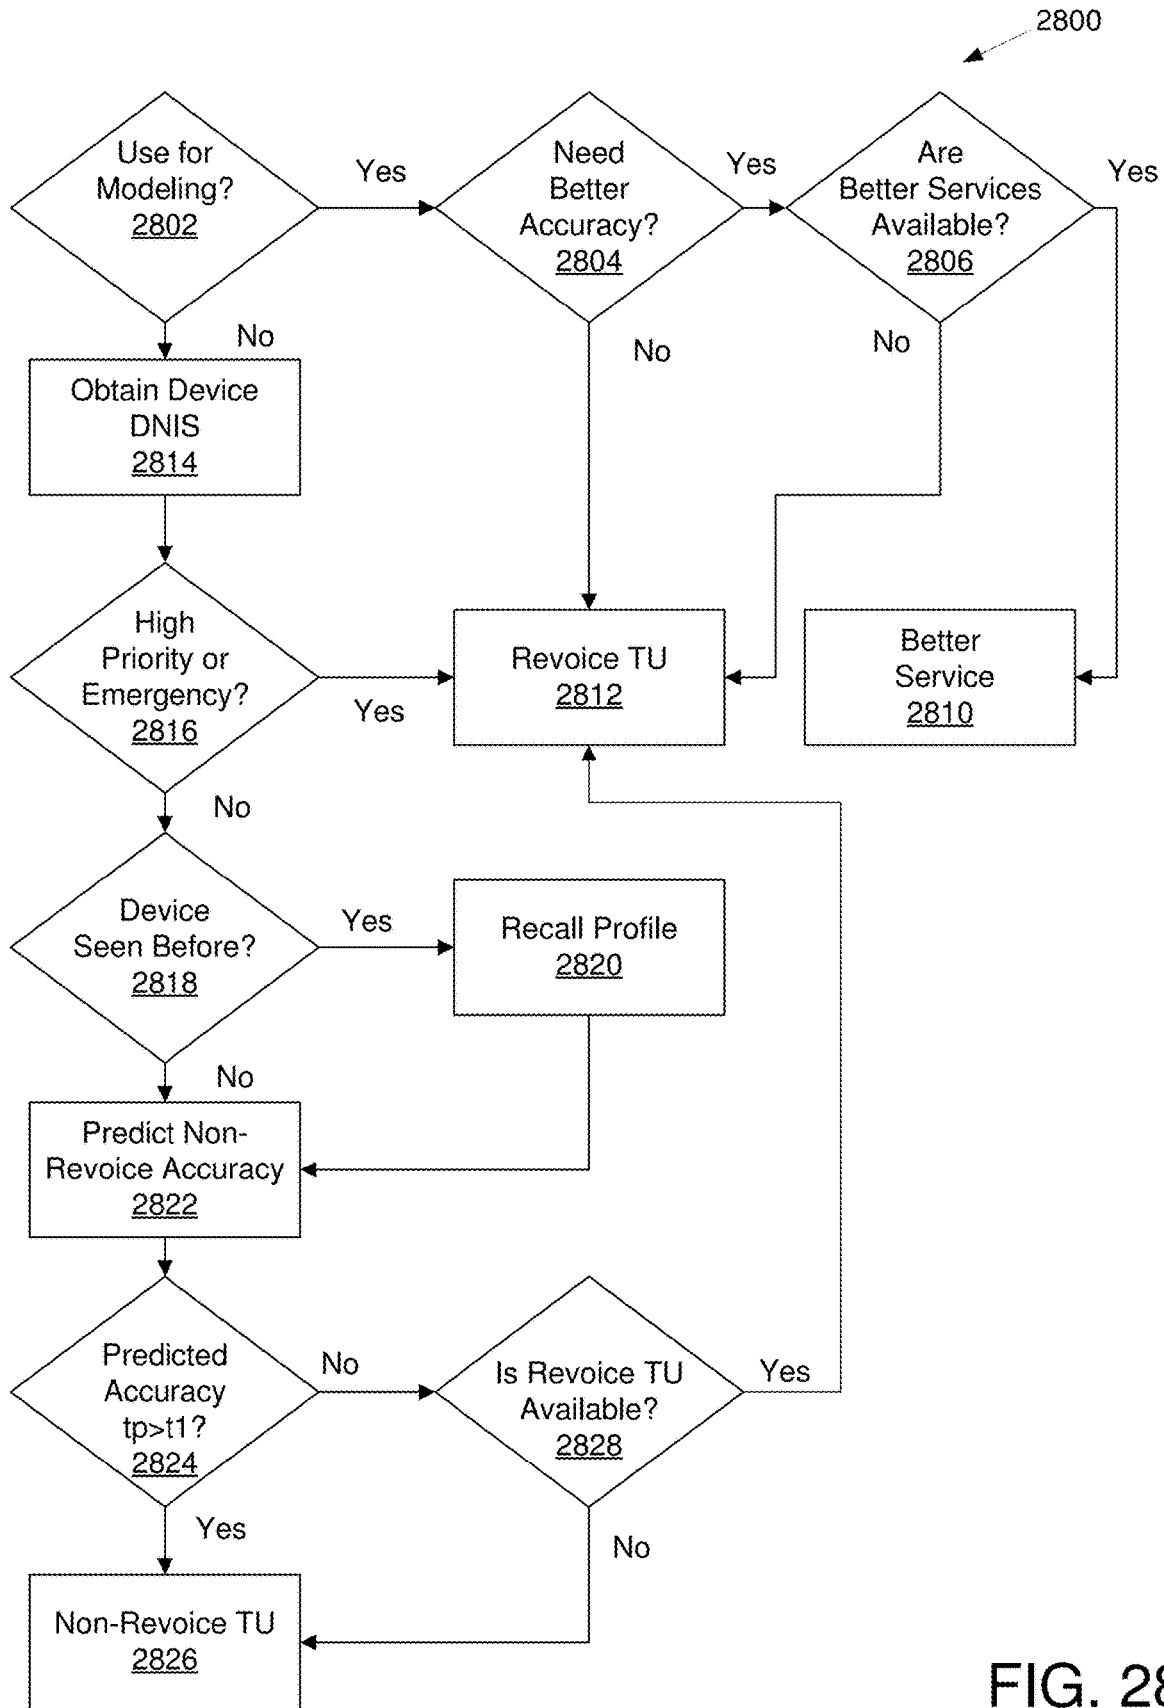 2800
Use for
Modeling?
2802
Yes
Need
Better
Accuracy?
2804
Yes
Are
Better Services
Available?
2806
Yes
No
No
No
Obtain Device
DNIS
2814
High
Priority or
Emergency?
2816
Yes
Revoice TU
2812
Better
Service
2810
No
Device
Seen Before?
2818
Yes
Recall Profile
2820
No
Predict Non-
Revoice Accuracy
2822
Predicted
Accuracy
tp>t1?
2824
No
Is Revoice TU
Available?
2828
Yes
Yes
No
Non-Revoice TU
2826
FIG. 28